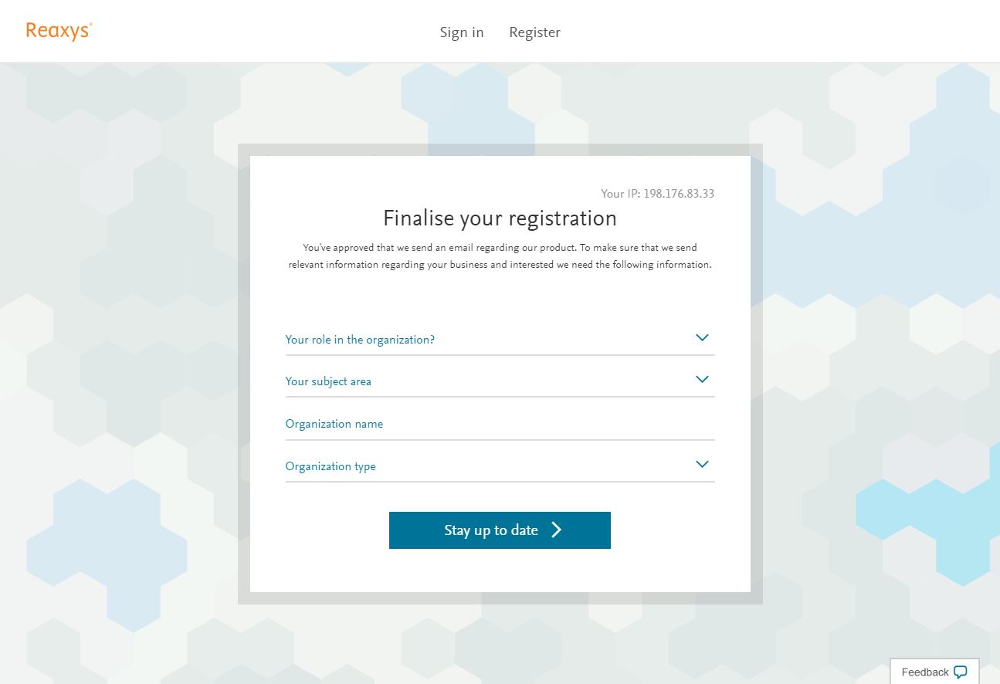 Reaxys®
Sign in
Register
Your IP: 198.176.83.33
Finalise your registration
You've approved that we send an email regarding our product. To make sure that we send
relevant information regarding your business and interested we need the following information.
Your role in the organization?
Your subject area
Organization name
Organization type
Stay up to date
Feedback